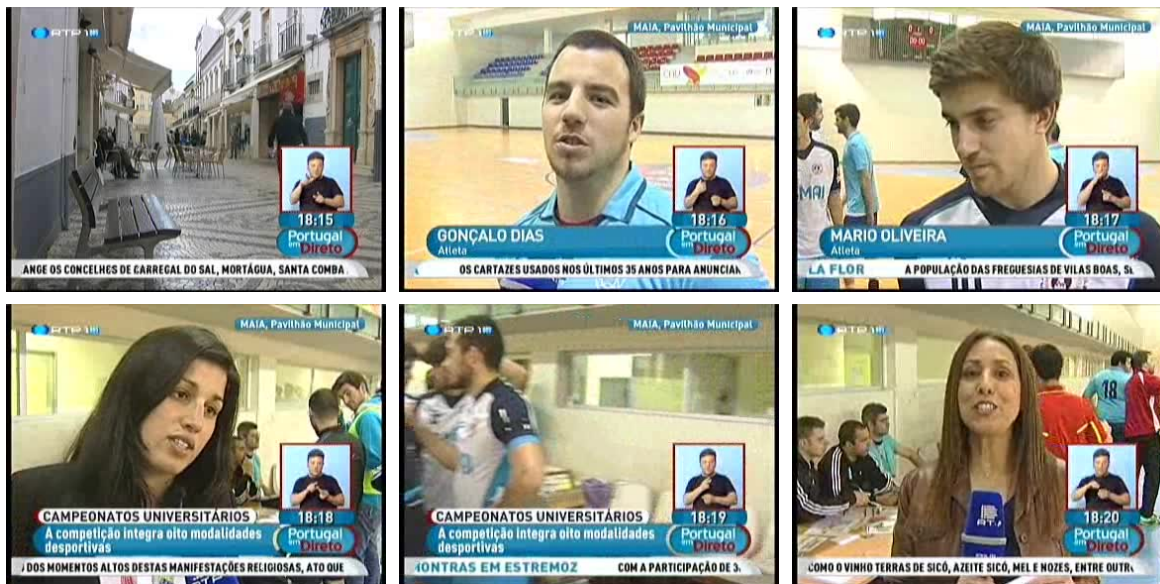 RTP 1
18:15
Portugal
em Direto
ANGE OS CONCELHES DE CARREGAL DO SAL, MORTÁGUA, SANTA COMBA
RTP 1
MAIA, Pavilhão Municipal
18:16
GONÇALO DIAS
Atleta
Portugal
em Direto
OS CARTAZES USADOS NOS ÚLTIMOS 35 ANOS PARA ANUNCIAR
RTP 1
MAIA, Pavilhão Municipal
MAI
18:17
MARIO OLIVEIRA
Atleta
Portugal
em Direto
LA FLOR A POPULAÇÃO DAS FREGUESIAS DE VILAS BOAS,
RTP 1
MAIA, Pavilhão Municipal
CAMPEONATOS UNIVERSITÁRIOS
18:18
A competição integra oito modalidades
desportivas
Portugal
em Direto
DOS MOMENTOS ALTOS DESTAS MANIFESTAÇÕES RELIGIOSAS, ATO QUE
RTP 1
MAIA, Pavilhão Municipal
CAMPEONATOS UNIVERSITÁRIOS
18:19
A competição integra oito modalidades
desportivas
Portugal
em Direto
MONTRAS EM ESTREMOZ COM A PARTICIPAÇÃO DE
RTP 1
18
RTP
18:20
Portugal
em Direto
COMO O VINHO TERRAS DE SICÓ, AZEITE SICÓ, MEL E NOZES, ENTRE OUTR